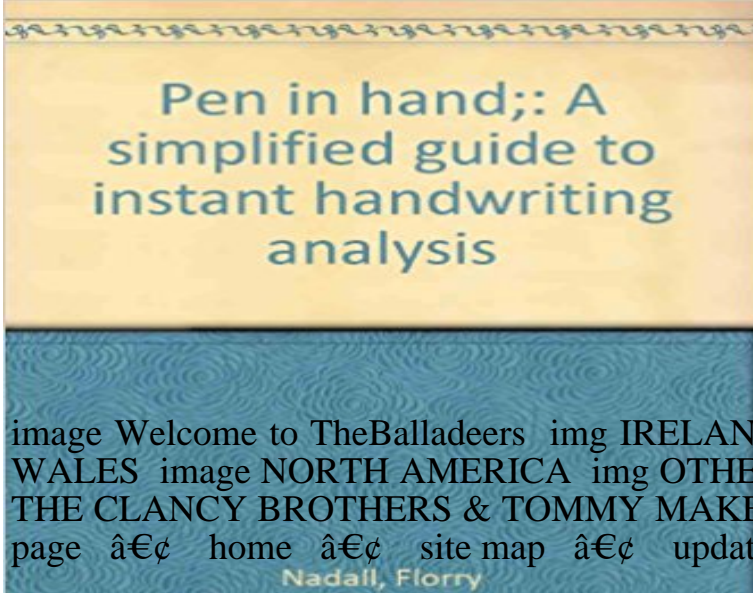 Pen in hand;: A
simplified guide to
instant handwriting
analysis
image Welcome to TheBalladeers  img IRELAN
WALES  image NORTH AMERICA  img OTHE
THE CLANCY BROTHERS & TOMMY MAKE
page â€¢ home â€¢ site map â€¢ updat
Nadall, Florry